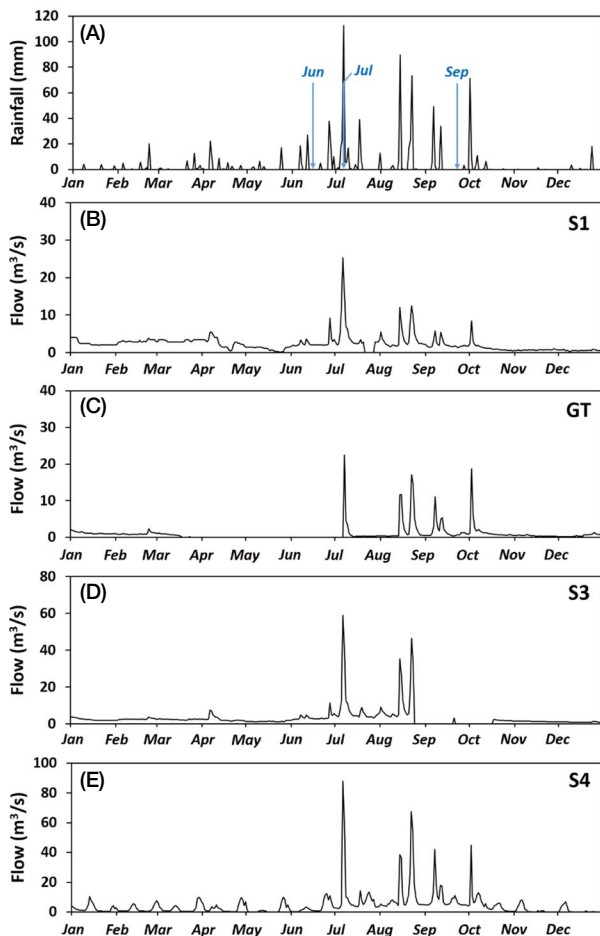 (A)
Rainfall (mm)
120
100
80
60
40
20
0
Jun
Jul
Sep
Jan Feb Mar Apr May Jun Jul Aug Sep Oct Nov Dec
(B)
S1
Flow (m³/s)
40
30
20
10
0
Jan Feb Mar Apr May Jun Jul Aug Sep Oct Nov Dec
(C)
GT
Flow (m³/s)
40
30
20
10
0
Jan Feb Mar Apr May Jun Jul Aug Sep Oct Nov Dec
(D)
S3
Flow (m³/s)
80
60
40
20
0
Jan Feb Mar Apr May Jun Jul Aug Sep Oct Nov Dec
(E)
S4
Flow (m³/s)
100
80
60
40
20
0
Jan Feb Mar Apr May Jun Jul Aug Sep Oct Nov Dec